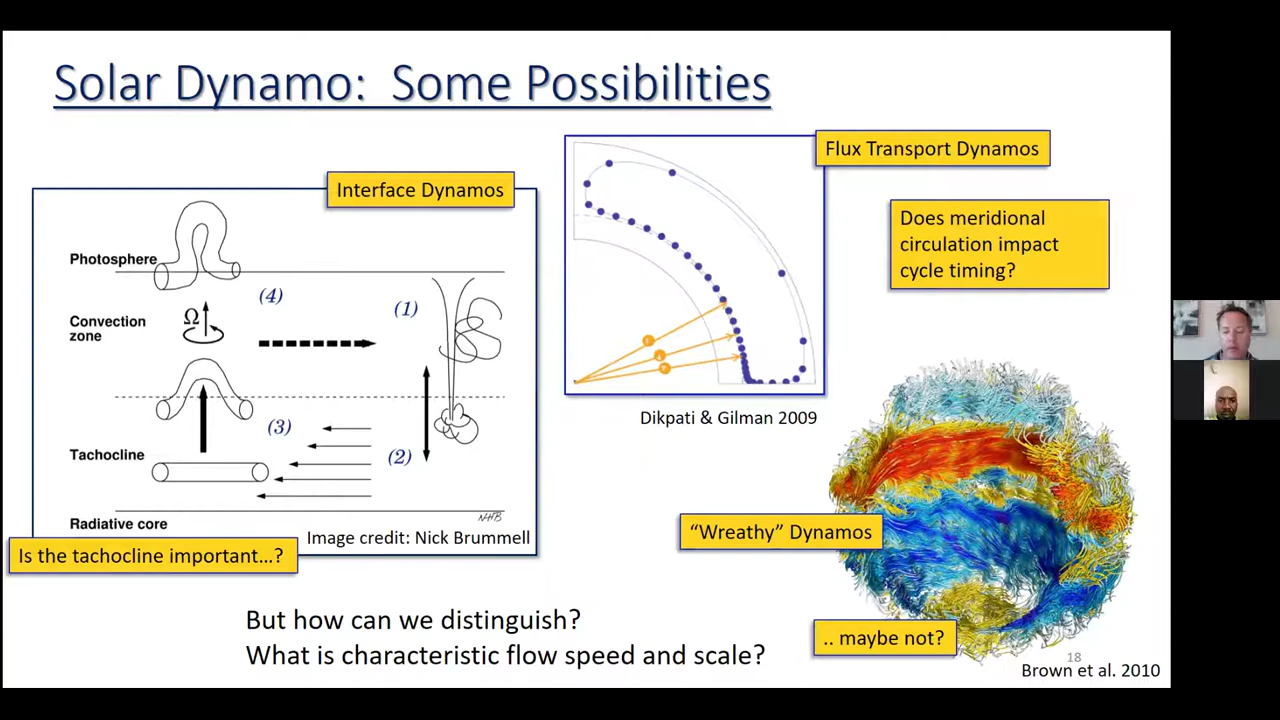 Solar Dynamo:  Some Possibilities
Interface Dynamos
Photosphere
(4)
(1)
Convection
zone
Ω
(3)
(2)
Tachocline
Radiative core
NHB
Image credit: Nick Brummell
Is the tachocline important…?
Flux Transport Dynamos
Dikpati & Gilman 2009
Does meridional
circulation impact
cycle timing?
"Wreathy" Dynamos
.. maybe not?
18
Brown et al. 2010
But how can we distinguish?
What is characteristic flow speed and scale?